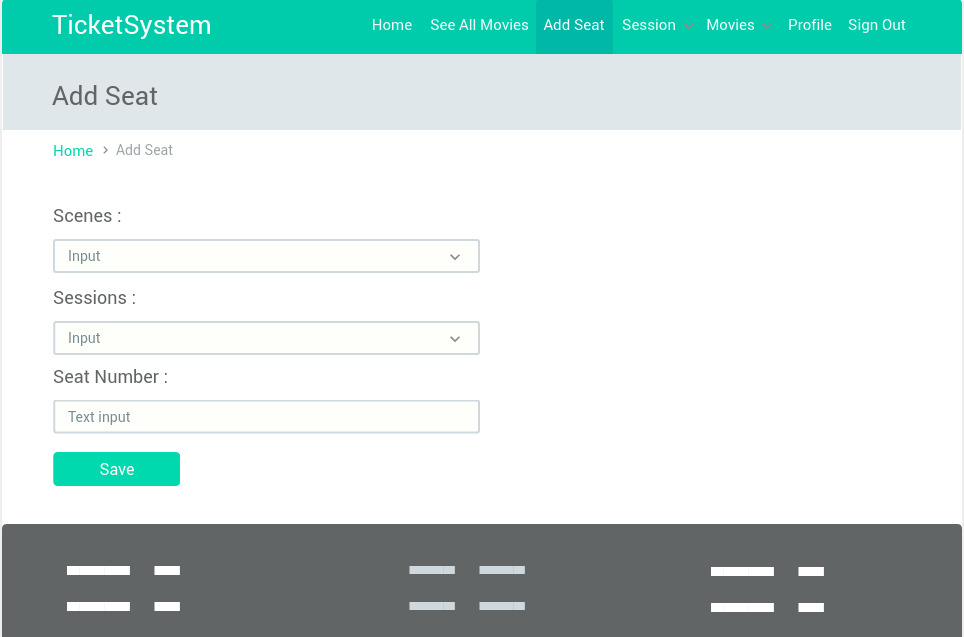 TicketSystem Home See All Movies Add Seat Session Movies Profile Sign Out
Add Seat
Home > Add Seat
Scenes :
Input
Sessions :
Input
Seat Number :
Text input
Save